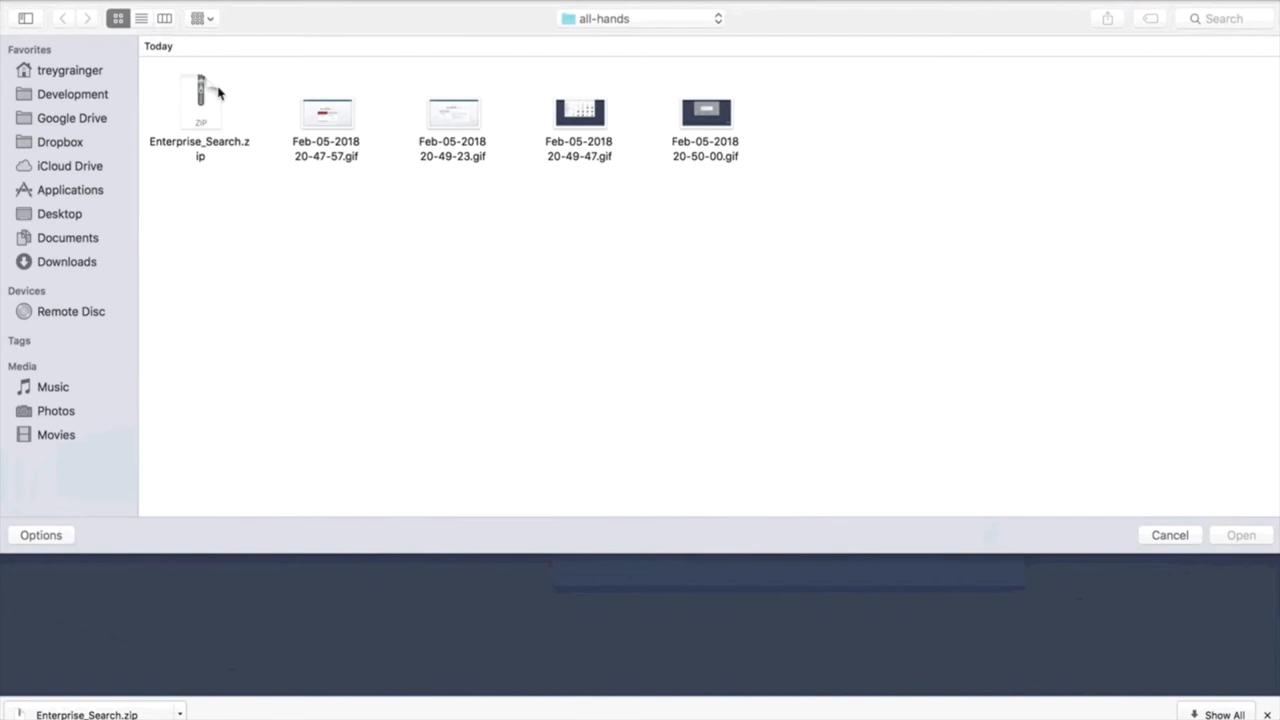 all-hands
Search
Favorites
treygrainger
Development
Google Drive
Dropbox
iCloud Drive
Applications
Desktop
Documents
Downloads
Devices
Remote Disc
Tags
Media
Music
Photos
Movies
Today
ZIP
Enterprise_Search.z
ip
Feb-05-2018
20-47-57.gif
Feb-05-2018
20-49-23.gif
Feb-05-2018
20-49-47.gif
Feb-05-2018
20-50-00.gif
Options
Cancel
Open
Enterprise_Search.zip
Show All